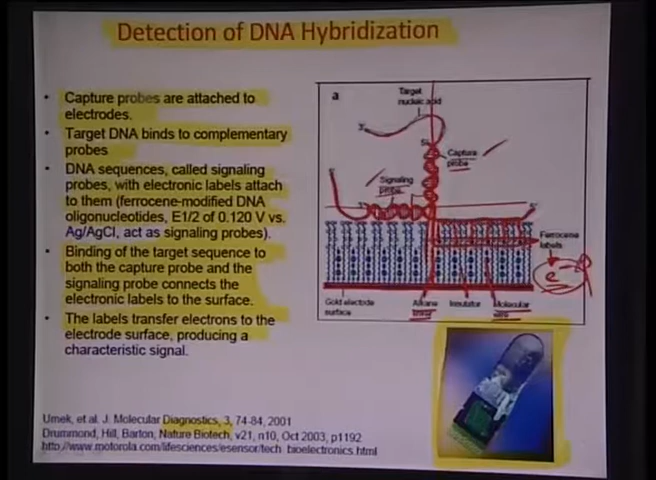 Detection of DNA Hybridization
• Capture probes are attached to
electrodes.
• Target DNA binds to complementary
probes
• DNA sequences, called signaling
probes, with electronic labels attach
to them (ferrocene-modified DNA
oligonucleotides, E1/2 of 0.120 V vs.
Ag/AgCl, act as signaling probes).
• Binding of the target sequence to
both the capture probe and the
signaling probe connects the
electronic labels to the surface.
• The labels transfer electrons to the
electrode surface, producing a
characteristic signal.
a
Target
nucleic acid
3'
5'
Capture
probe
Signaling
probe
Ferrocene
labels
e-
Gold electrode
surface
Alkane
Insulator
Molecular
wire
Umek, et al. J. Molecular Diagnostics, 3, 74-84, 2001
Drummond, Hill, Barton, Nature Biotech, v21, n10, Oct 2003, p1192
http://www.motorola.com/lifesciences/esensor/tech_bioelectronics.html